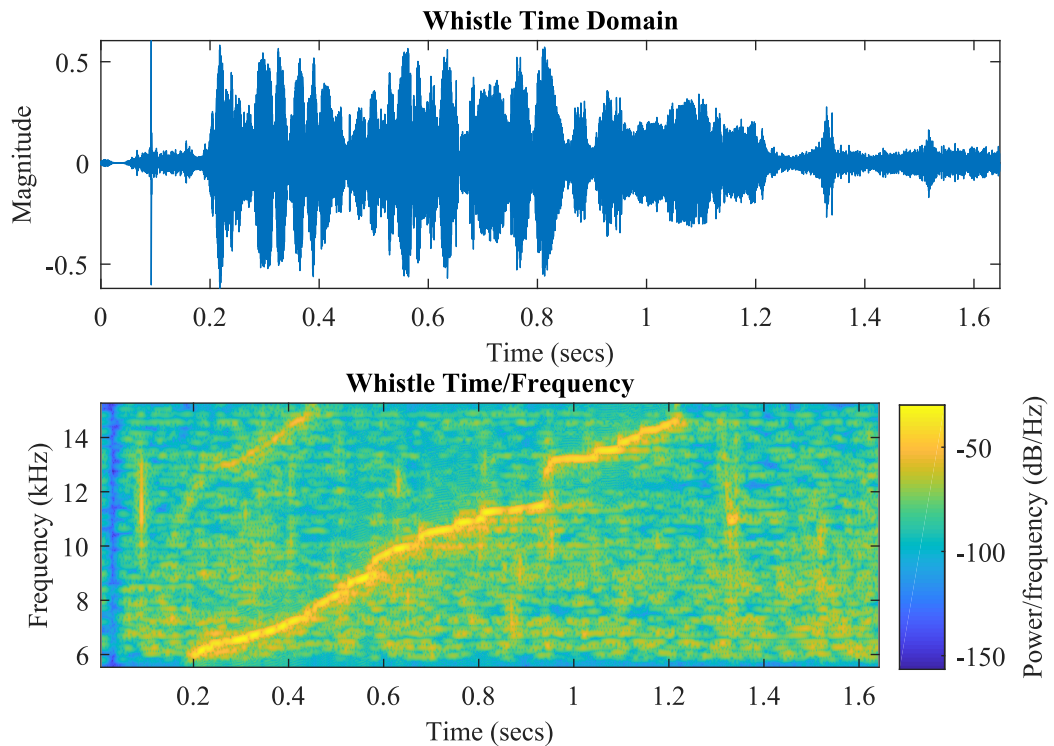 Whistle Time Domain
0.5
0
-0.5
Magnitude
0 0.2 0.4 0.6 0.8 1 1.2 1.4 1.6
Time (secs)
Whistle Time/Frequency
14
12
10
8
6
Frequency (kHz)
0.2 0.4 0.6 0.8 1 1.2 1.4 1.6
Time (secs)
-50
-100
-150
Power/frequency (dB/Hz)